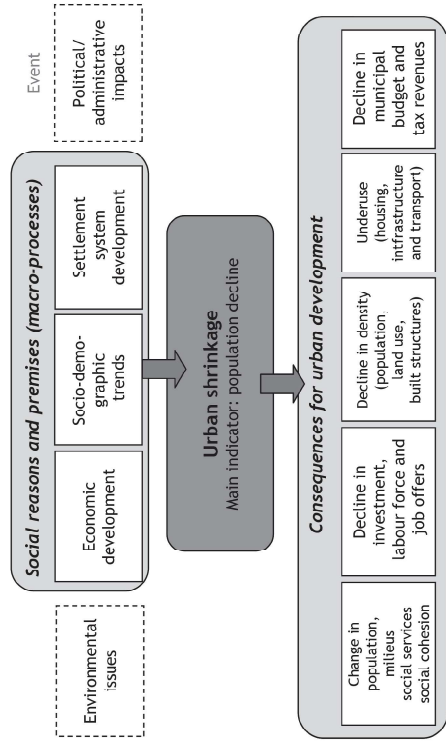 Event
Social reasons and premises (macro-processes)
Environmental
issues
Economic
development
Socio-demo-
graphic
trends
Settlement
system
development
Political/
administrative
impacts
Urban shrinkage
Main indicator: population decline
Consequences for urban development
Change in
population,
milieus
social services
social cohesion
Decline in
investment,
labour force and
job offers
Decline in density
(population,
land use,
built structures)
Underuse
(housing,
intfrastructure
and transport)
Decline in
municipal
budget and
tax revenues